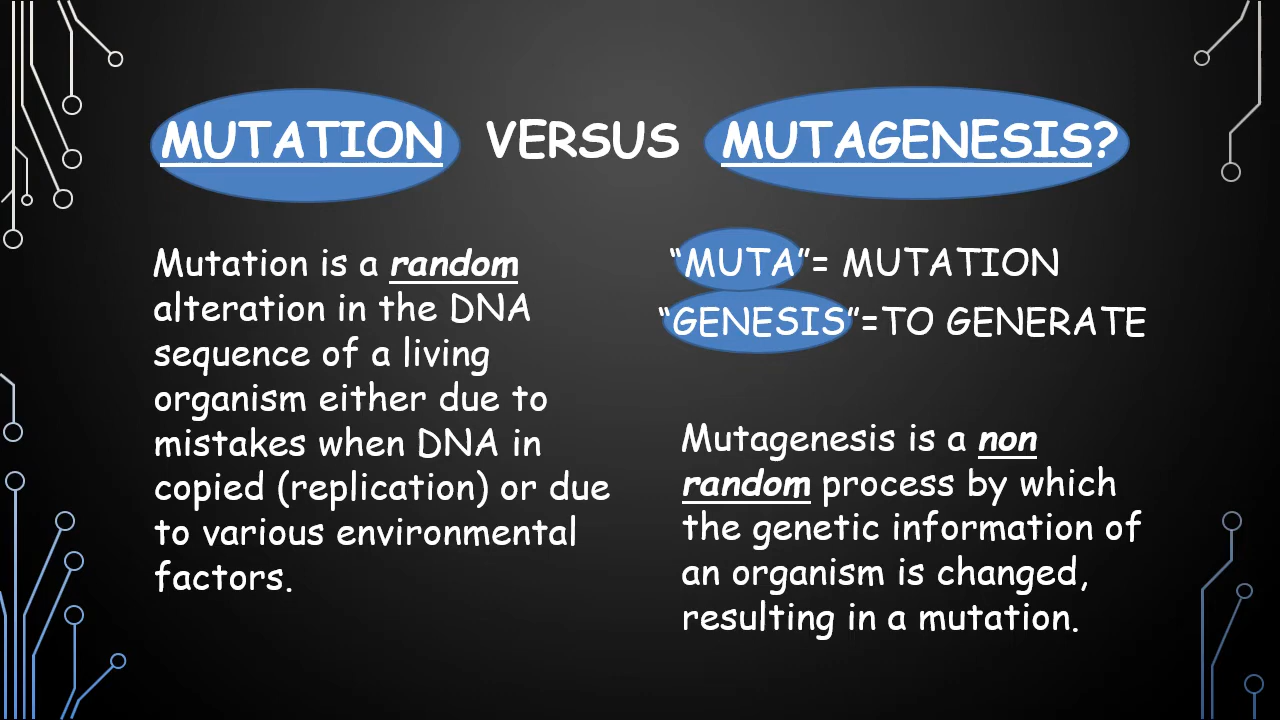 MUTATION VERSUS MUTAGENESIS?
Mutation is a random
alteration in the DNA
sequence of a living
organism either due to
mistakes when DNA in
copied (replication) or due
to various environmental
factors.
“MUTA”= MUTATION
“GENESIS”=TO GENERATE
Mutagenesis is a non
random process by which
the genetic information of
an organism is changed,
resulting in a mutation.